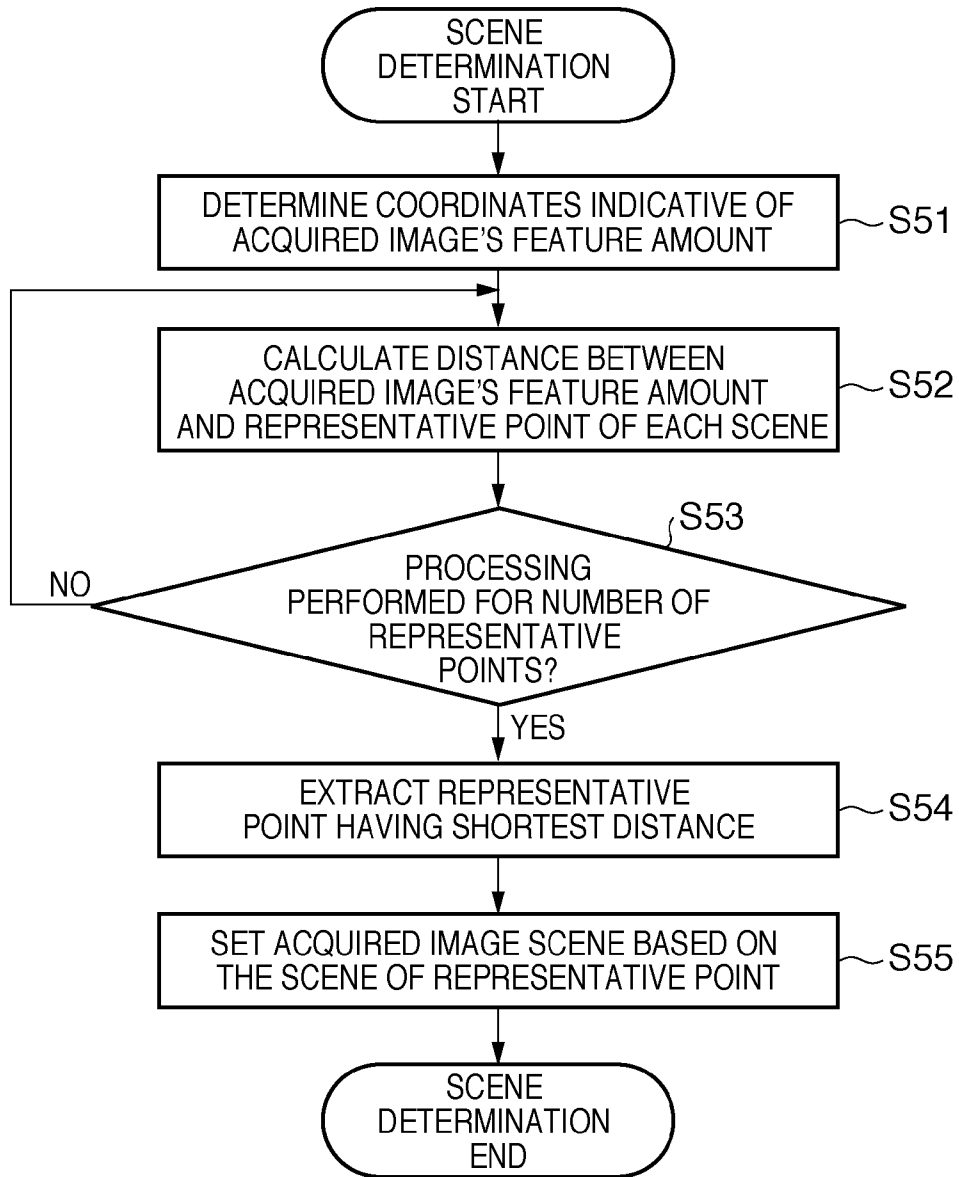 SCENE
DETERMINATION
START
DETERMINE COORDINATES INDICATIVE OF
ACQUIRED IMAGE'S FEATURE AMOUNT
S51
CALCULATE DISTANCE BETWEEN
ACQUIRED IMAGE'S FEATURE AMOUNT
AND REPRESENTATIVE POINT OF EACH SCENE
S52
S53
PROCESSING
PERFORMED FOR NUMBER OF
REPRESENTATIVE
POINTS?
NO
YES
EXTRACT REPRESENTATIVE
POINT HAVING SHORTEST DISTANCE
S54
SET ACQUIRED IMAGE SCENE BASED ON
THE SCENE OF REPRESENTATIVE POINT
S55
SCENE
DETERMINATION
END